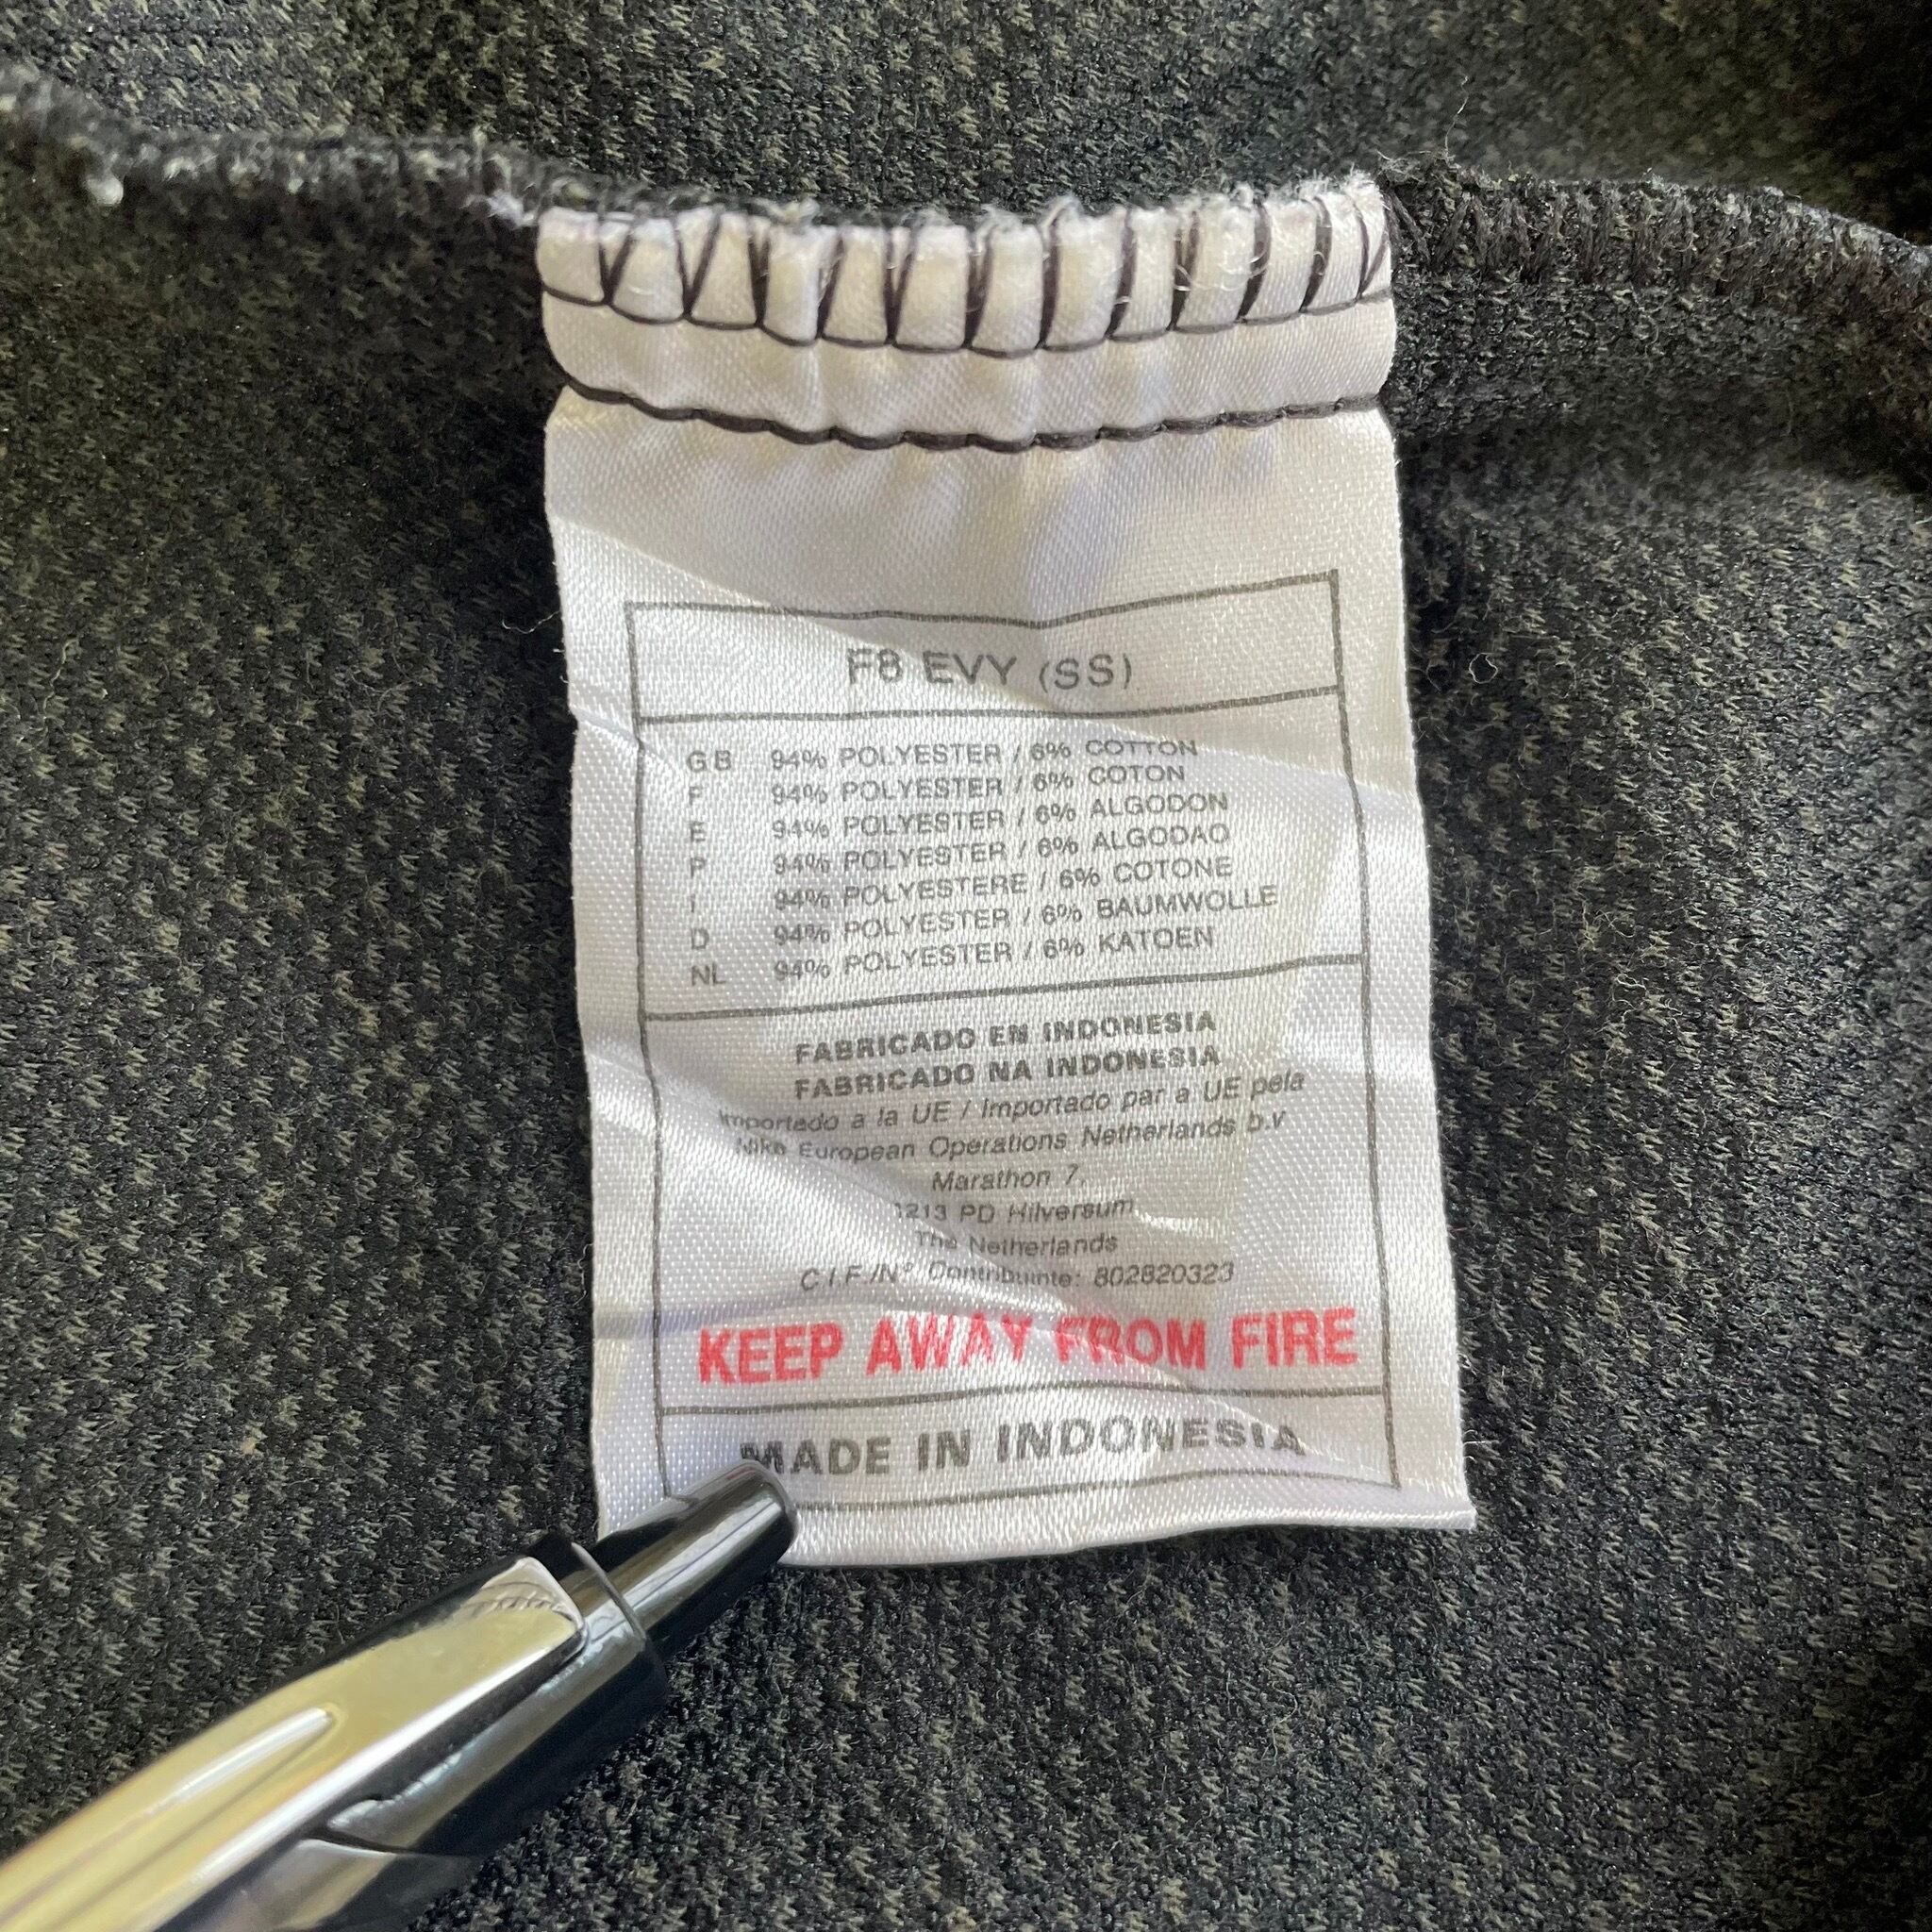 F8 EVY (SS)
GB 94% POLYESTER / 6% COTTON
F 94% POLYESTER / 6% COTON
E 94% POLYESTER / 6% ALGODON
P 94% POLYESTER / 6% ALGODAO
I 94% POLYESTERE / 6% COTONE
D 94% POLYESTER / 6% BAUMWOLLE
NL 94% POLYESTER / 6% KATOEN
FABRICADO EN INDONESIA
FABRICADO NA INDONESIA
Importado a la UE / Importado par a UE pela
Nike European Operations Netherlands b.v
Marathon 7,
1213 PD Hilversum
The Netherlands
C.I.F./N° Contribuinte: 802820323
KEEP AWAY FROM FIRE
MADE IN INDONESIA